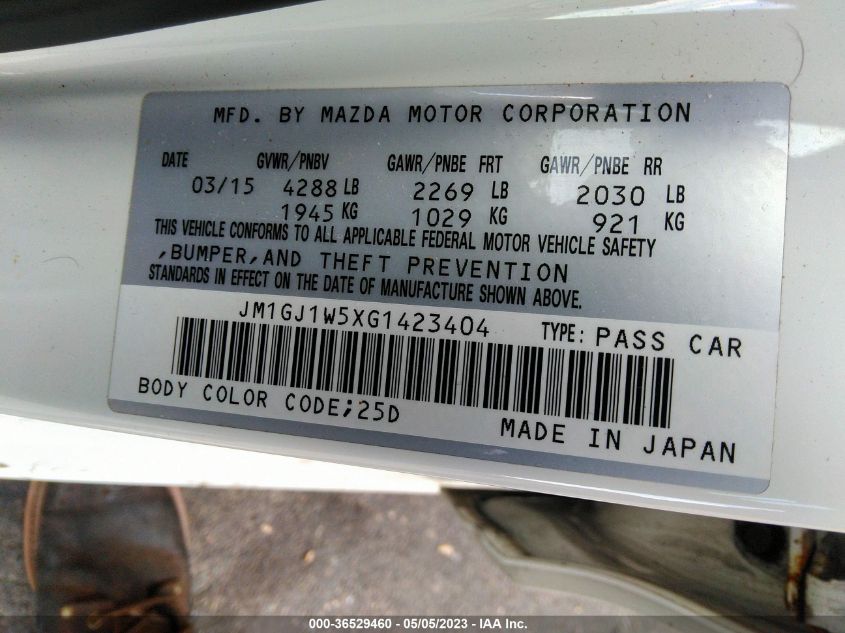 MFD. BY MAZDA MOTOR CORPORATION
DATE GVWR/PNBV GAWR/PNBE FRT GAWR/PNBE RR
03/15 4288 LB 2269 LB 2030 LB
1945 KG 1029 KG 921 KG
THIS VEHICLE CONFORMS TO ALL APPLICABLE FEDERAL MOTOR VEHICLE SAFETY
,BUMPER,AND THEFT PREVENTION
STANDARDS IN EFFECT ON THE DATE OF MANUFACTURE SHOWN ABOVE.
JM1GJ1W5XG1423404 TYPE: PASS CAR
BODY COLOR CODE;25D
MADE IN JAPAN
000-36529460 - 05/05/2023 - IAA Inc.